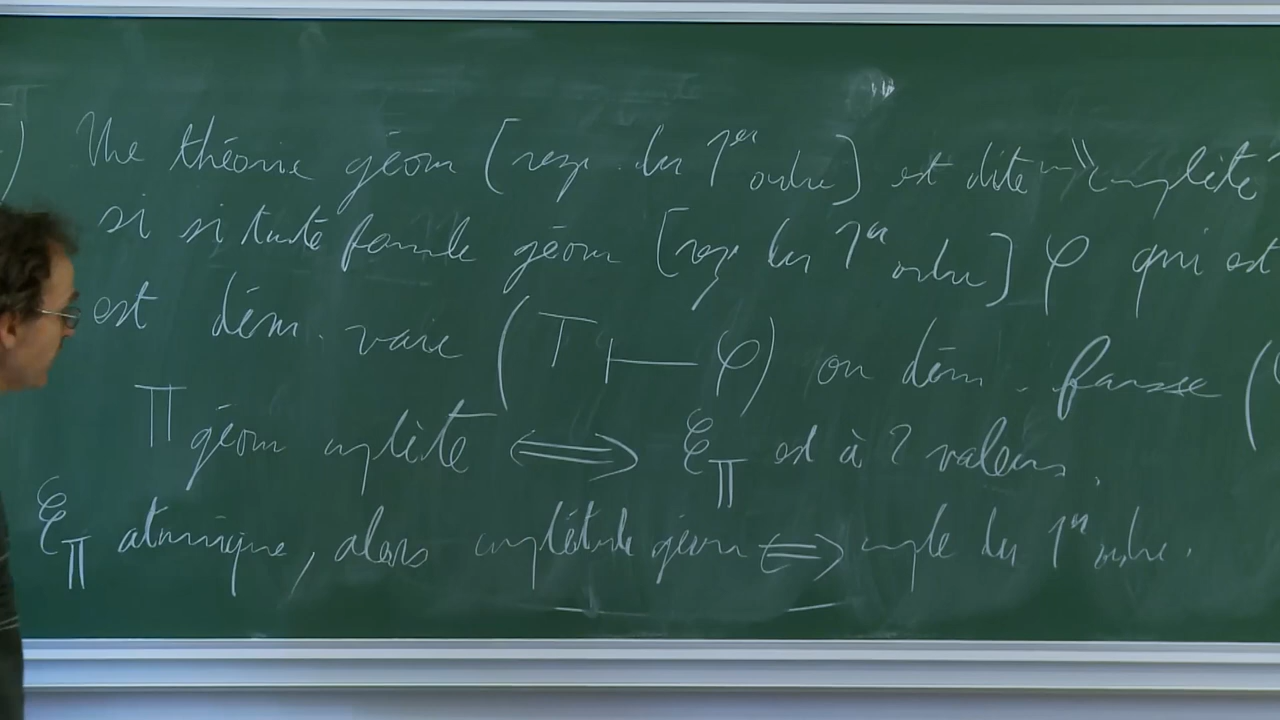 ) Une théorie géom [resp. du 1er ordre] est dite "complète"
si si toute formule géom [resp du 1er ordre] φ qui est
est dém. vraie (⊤ ⊢ φ) ou dém. fausse (
𝕋 géom complète ⟺ ℰ_𝕋 est à 2 valeurs.
ℰ_𝕋 atomique, alors complétude géom ⟺ comple du 1er ordre.